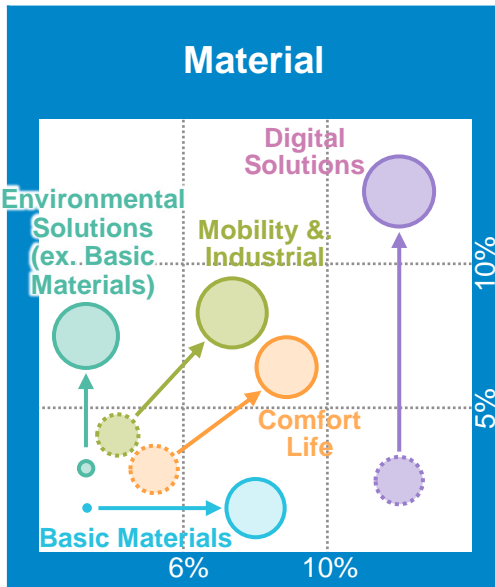 Material
Digital
Solutions
Environmental
Solutions
(ex. Basic
Materials)
Mobility &.
Industrial
10%
5%
Comfort
Life
Basic Materials
6%
10%